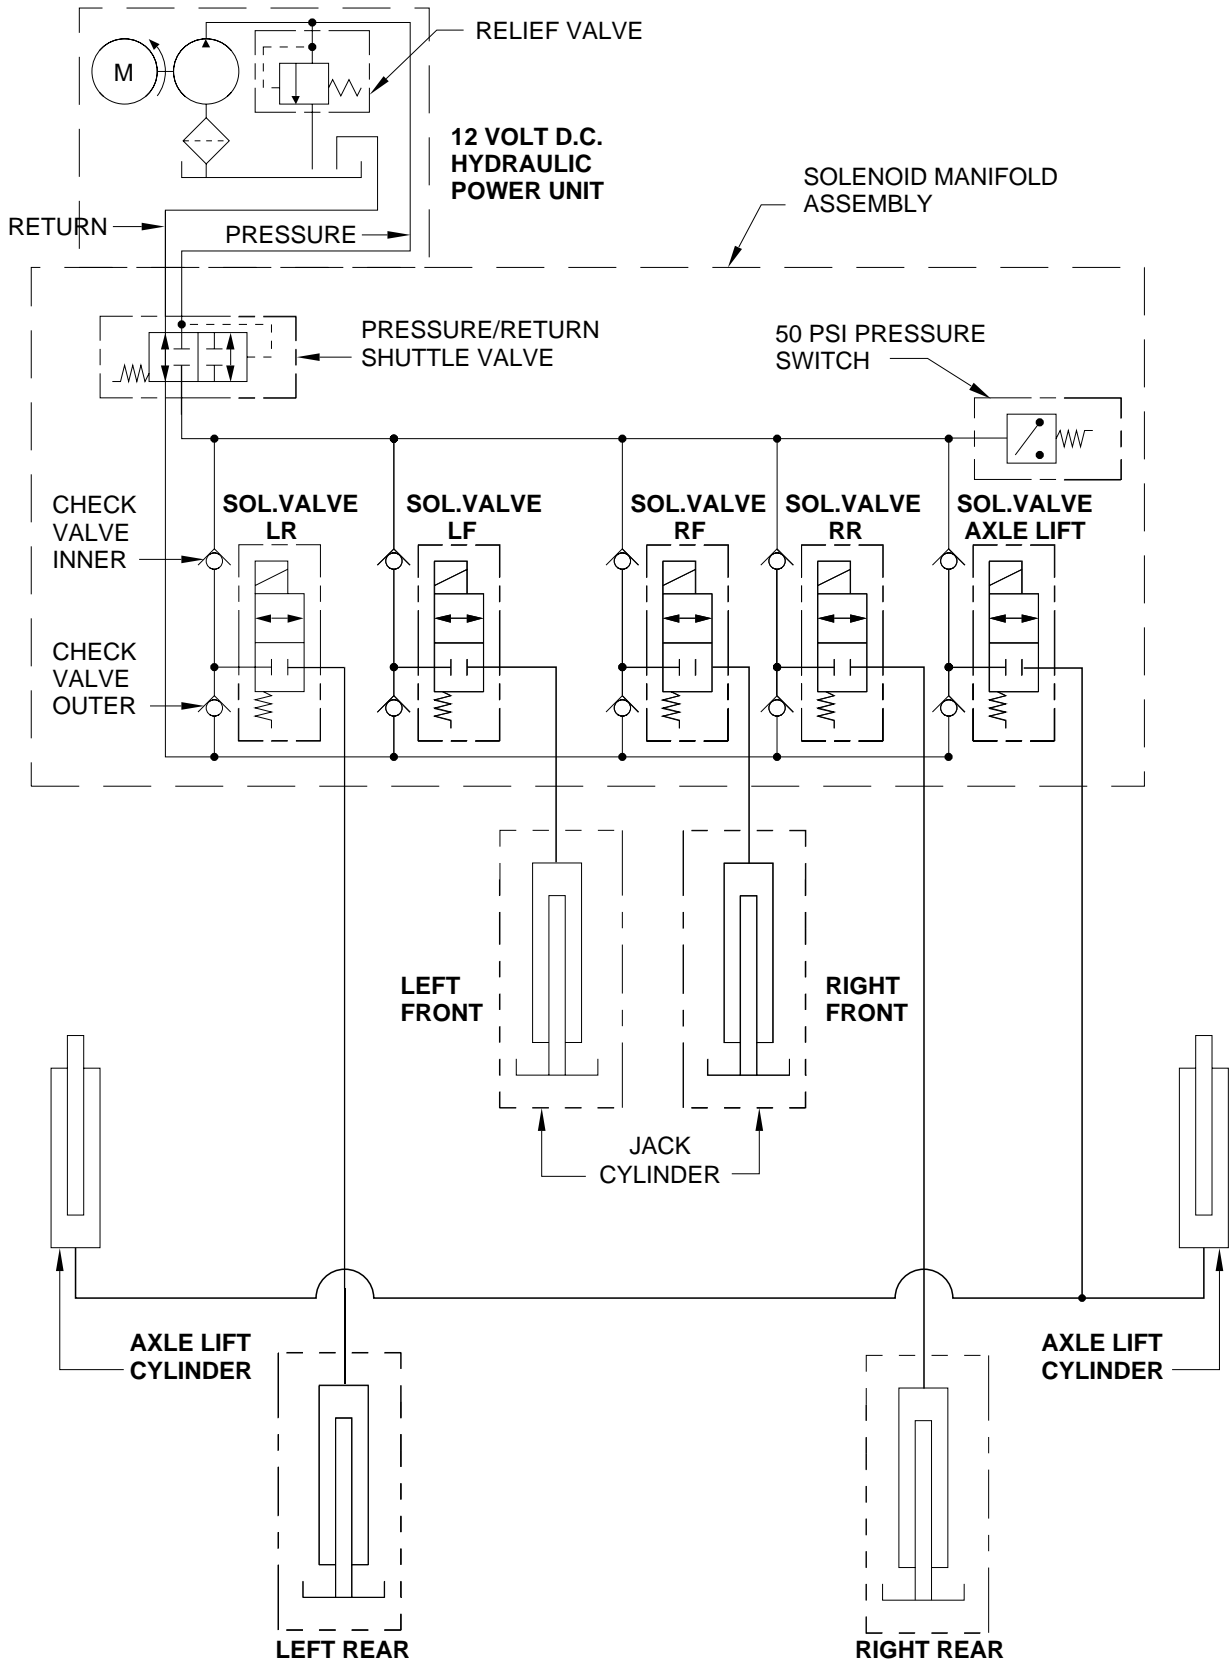 RELIEF VALVE
M
12 VOLT D.C.
HYDRAULIC
POWER UNIT
SOLENOID MANIFOLD
ASSEMBLY
RETURN
PRESSURE
PRESSURE/RETURN
SHUTTLE VALVE
50 PSI PRESSURE
SWITCH
CHECK
VALVE
INNER
SOL.VALVE
LR
SOL.VALVE
LF
SOL.VALVE
RF
SOL.VALVE
RR
SOL.VALVE
AXLE LIFT
CHECK
VALVE
OUTER
LEFT
FRONT
RIGHT
FRONT
JACK
CYLINDER
AXLE LIFT
CYLINDER
AXLE LIFT
CYLINDER
LEFT REAR
RIGHT REAR